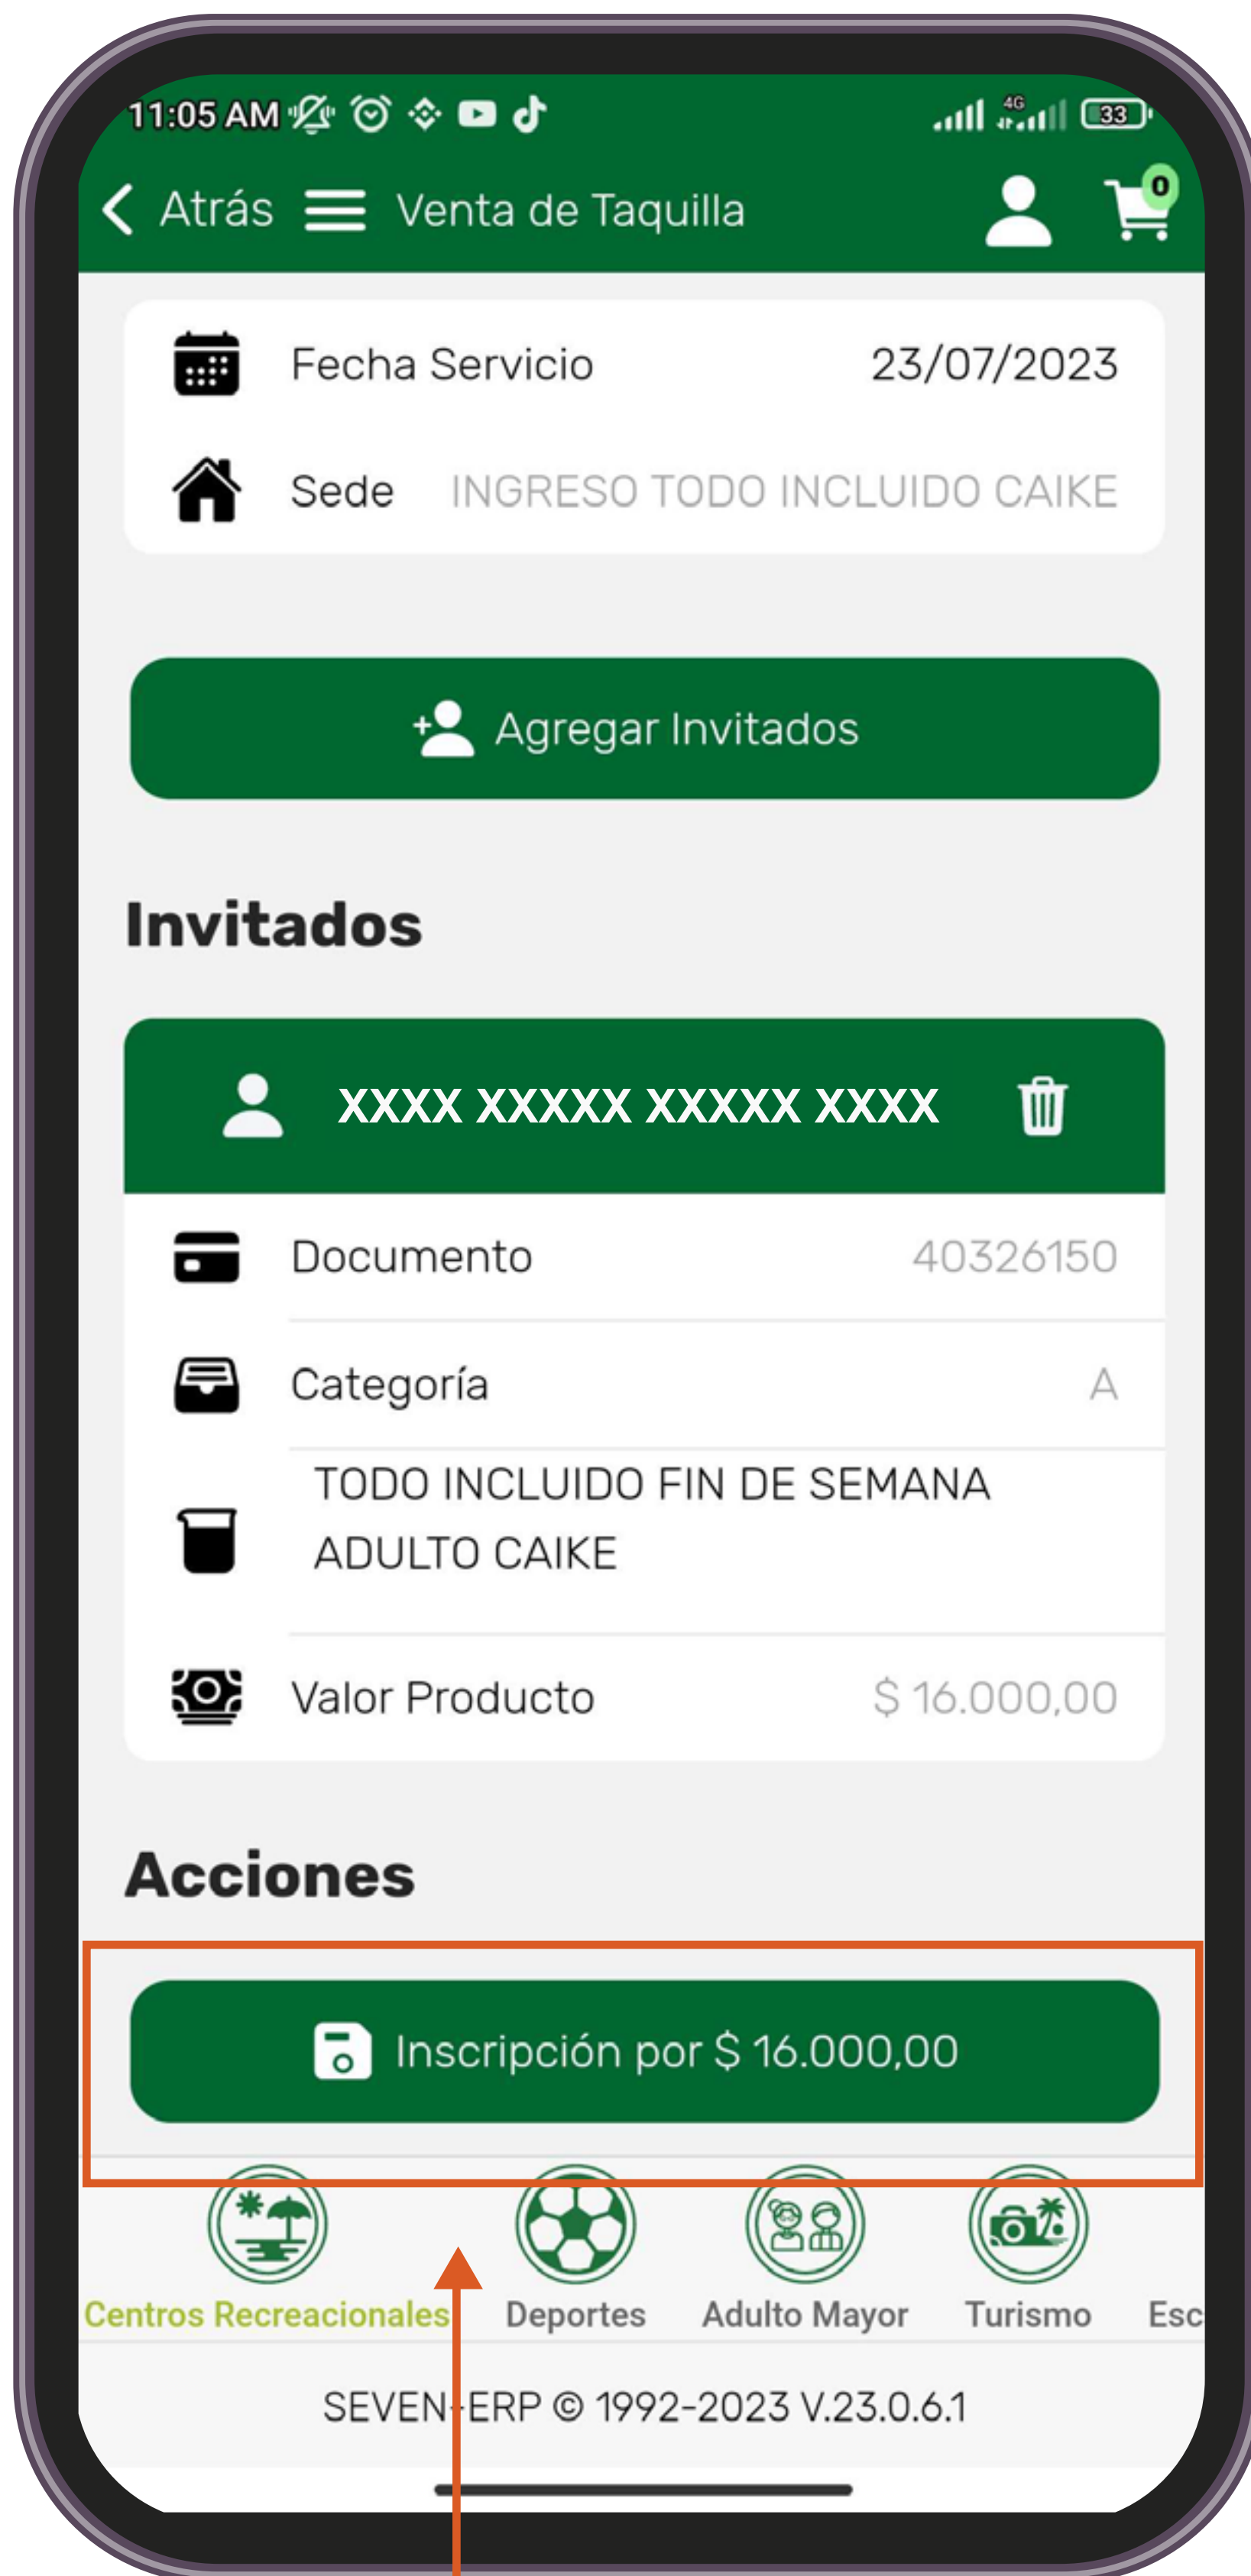 11:05 AM 4G 33
Atrás Venta de Taquilla 0
Fecha Servicio 23/07/2023
Sede INGRESO TODO INCLUIDO CAIKE
Agregar Invitados
Invitados
XXXX XXXXX XXXXX XXXX
Documento 40326150
Categoría A
TODO INCLUIDO FIN DE SEMANA
ADULTO CAIKE
Valor Producto $ 16.000,00
Acciones
Inscripción por $ 16.000,00
Centros Recreacionales Deportes Adulto Mayor Turismo Esc
SEVEN-ERP © 1992-2023 V.23.0.6.1